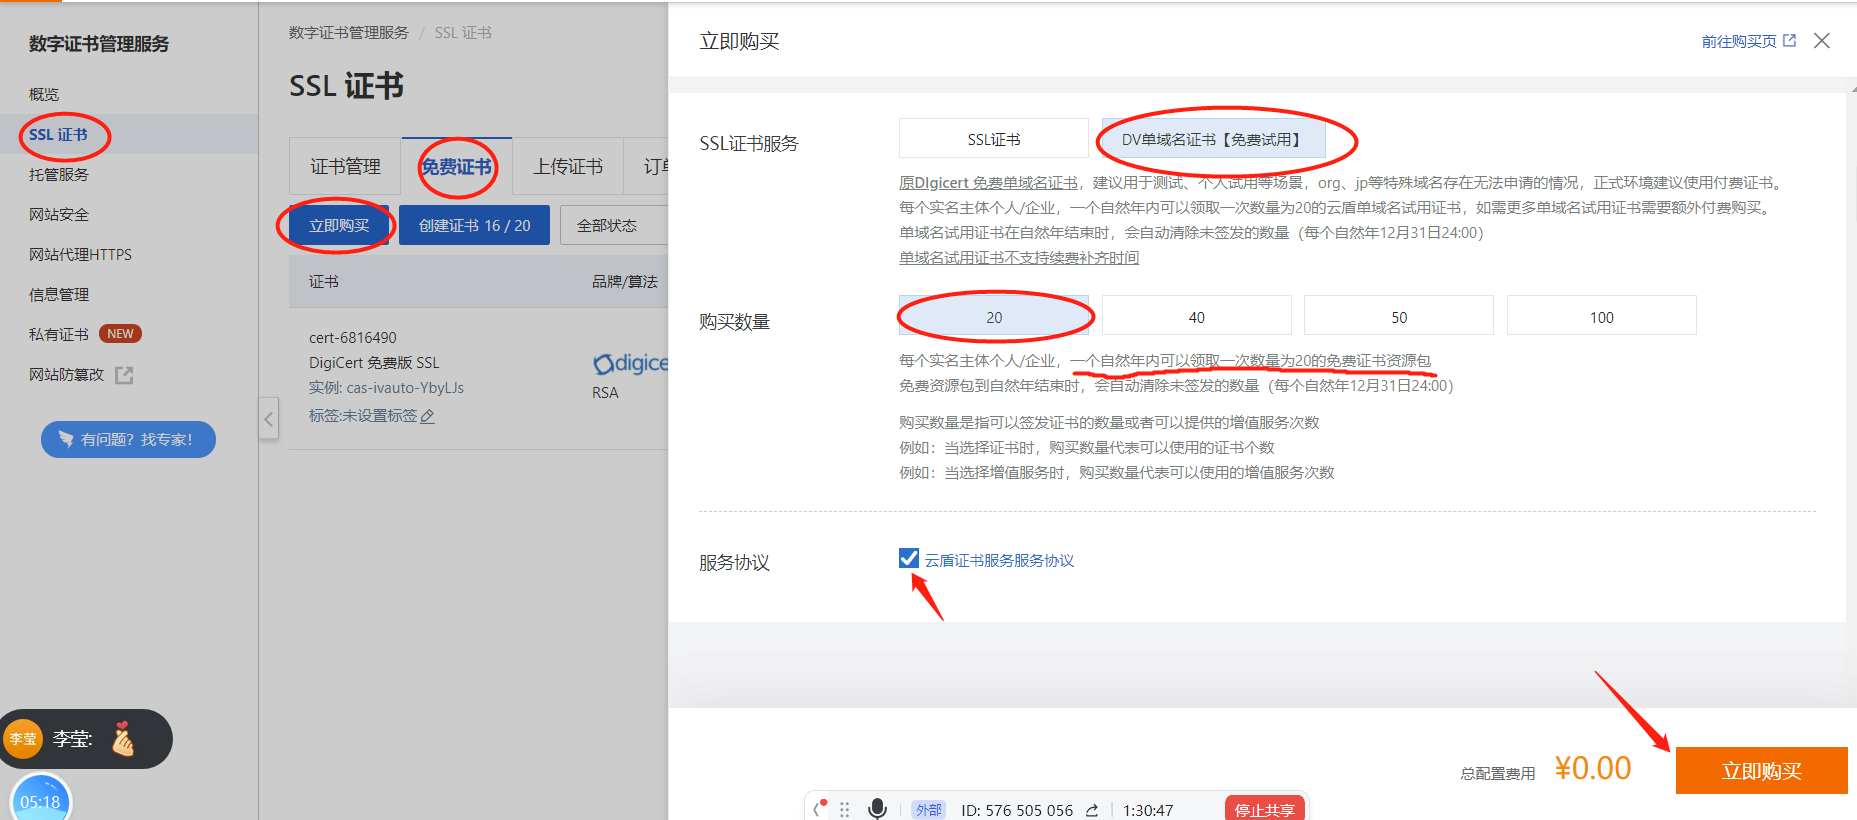 数字证书管理服务
概览
SSL 证书
托管服务
网站安全
网站代理HTTPS
信息管理
私有证书 NEW
网站防篡改
有问题？找专家！
李莹 李莹:
05:18
数字证书管理服务 / SSL 证书
SSL 证书
证书管理 免费证书 上传证书 订单
立即购买 创建证书 16 / 20 全部状态
证书 品牌/算法
cert-6816490
DigiCert 免费版 SSL
实例: cas-ivauto-YbyLJs
标签:未设置标签
digice
RSA
立即购买
前往购买页
SSL证书服务 SSL证书 DV单域名证书【免费试用】
原DIgicert 免费单域名证书，建议用于测试、个人试用等场景，org、jp等特殊域名存在无法申请的情况，正式环境建议使用付费证书。
每个实名主体个人/企业，一个自然年内可以领取一次数量为20的云盾单域名试用证书，如需更多单域名试用证书需要额外付费购买。
单域名试用证书在自然年结束时，会自动清除未签发的数量（每个自然年12月31日24:00）
单域名试用证书不支持续费补齐时间
购买数量 20 40 50 100
每个实名主体个人/企业，一个自然年内可以领取一次数量为20的免费证书资源包
免费资源包到自然年结束时，会自动清除未签发的数量（每个自然年12月31日24:00）
购买数量是指可以签发证书的数量或者可以提供的增值服务次数
例如：当选择证书时，购买数量代表可以使用的证书个数
例如：当选择增值服务时，购买数量代表可以使用的增值服务次数
服务协议 云盾证书服务服务协议
总配置费用 ¥0.00 立即购买
外部 ID: 576 505 056 1:30:47 停止共享